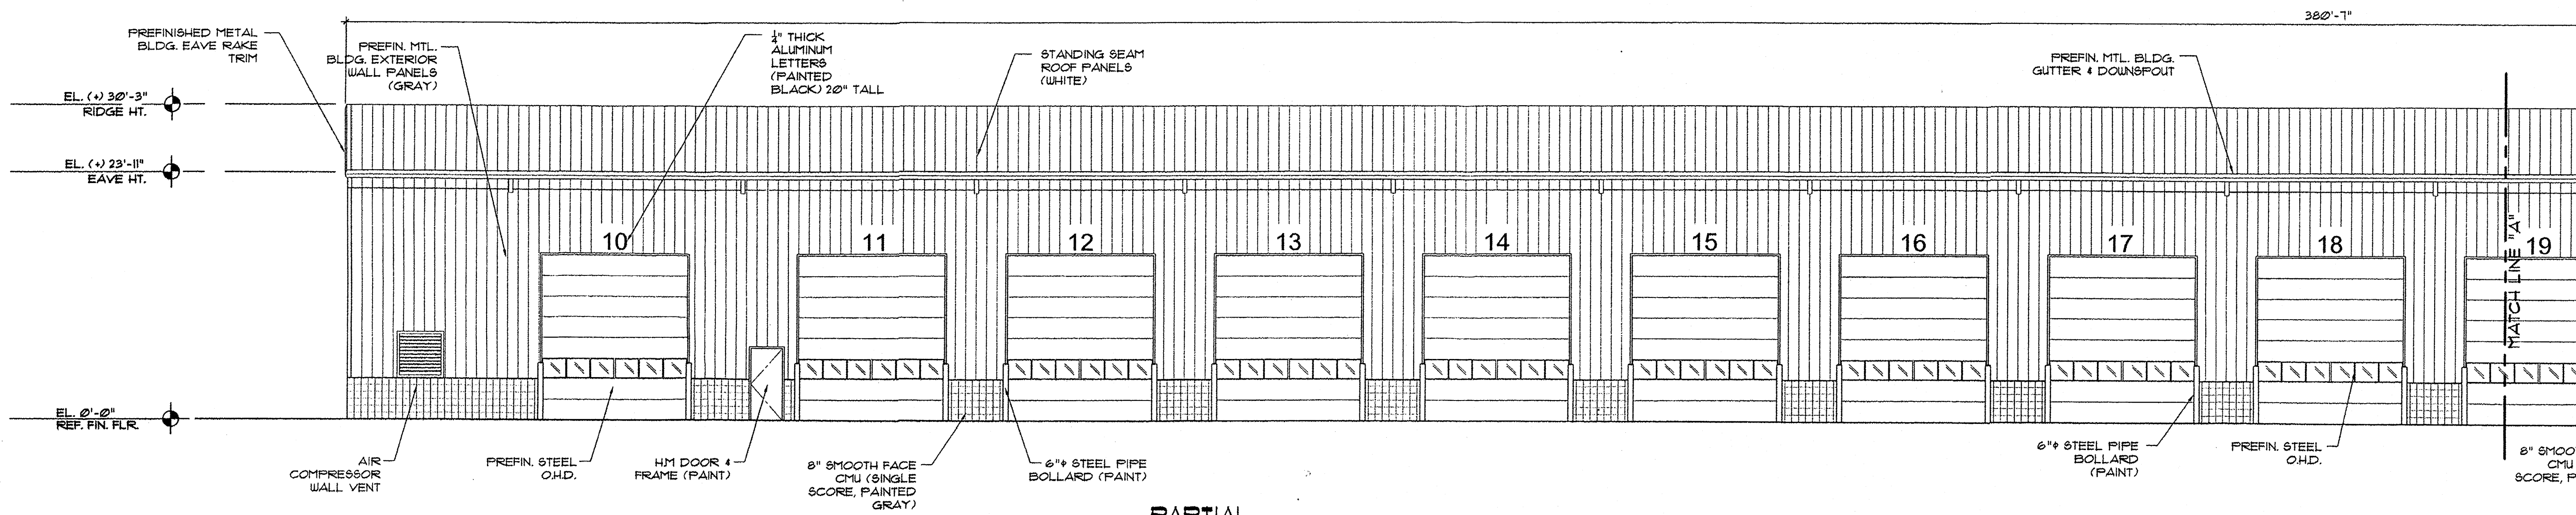 380'-7"
PREFINISHED METAL
BLDG. EAVE RAKE
TRIM
PREFIN. MTL.
BLDG. EXTERIOR
WALL PANELS
(GRAY)
1/4" THICK
ALUMINUM
LETTERS
(PAINTED
BLACK) 20" TALL
STANDING SEAM
ROOF PANELS
(WHITE)
PREFIN. MTL. BLDG.
GUTTER & DOWNSPOUT
EL. (+) 30'-3"
RIDGE HT.
EL. (+) 23'-11"
EAVE HT.
10
11
12
13
14
15
16
17
18
19
MATCH LINE "A"
EL. 0'-0"
REF. FIN. FLR.
AIR
COMPRESSOR
WALL VENT
PREFIN. STEEL
O.H.D.
H.M DOOR &
FRAME (PAINT)
8" SMOOTH FACE
CMU (SINGLE
SCORE, PAINTED
GRAY)
6"φ STEEL PIPE
BOLLARD (PAINT)
6"φ STEEL PIPE
BOLLARD
(PAINT)
PREFIN. STEEL
O.H.D.
8" SMOO
CMU
SCORE, P
PARTIAL